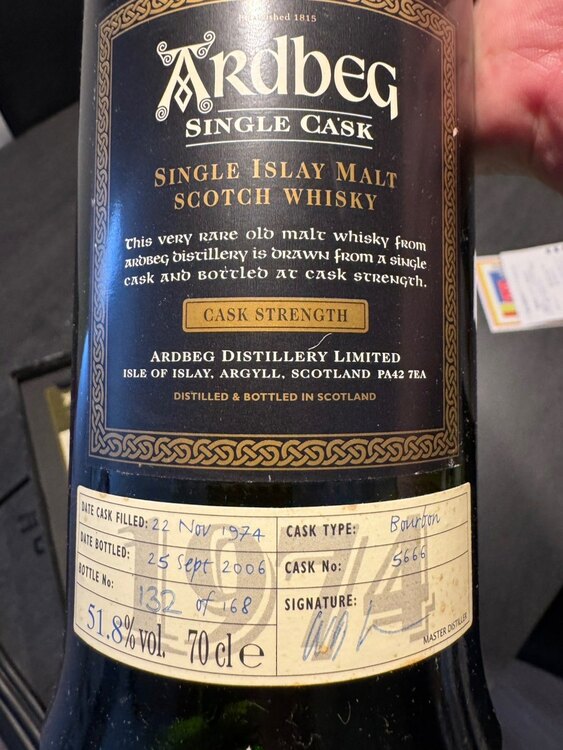 Established 1815
ARDBEG
SINGLE CASK
SINGLE ISLAY MALT
SCOTCH WHISKY
This very rare old malt whisky from
ardbeg distillery is drawn from a single
cask and bottled at cask strength.
CASK STRENGTH
ARDBEG DISTILLERY LIMITED
ISLE OF ISLAY, ARGYLL, SCOTLAND PA42 7EA
DISTILLED & BOTTLED IN SCOTLAND
1974
DATE CASK FILLED: 22 Nov 1974
DATE BOTTLED: 25 Sept 2006
BOTTLE No: 132 of 168
51.8% vol. 70 cl e
CASK TYPE: Bourbon
CASK No: 5666
SIGNATURE:
MASTER DISTILLER